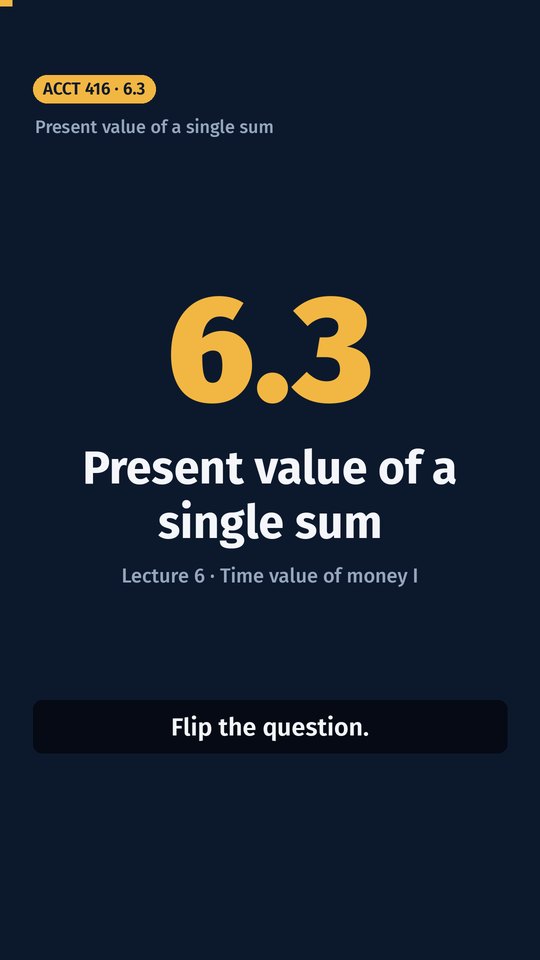 ACCT 416 · 6.3
Present value of a single sum
6.3
Present value of a
single sum
Lecture 6 · Time value of money I
Flip the question.